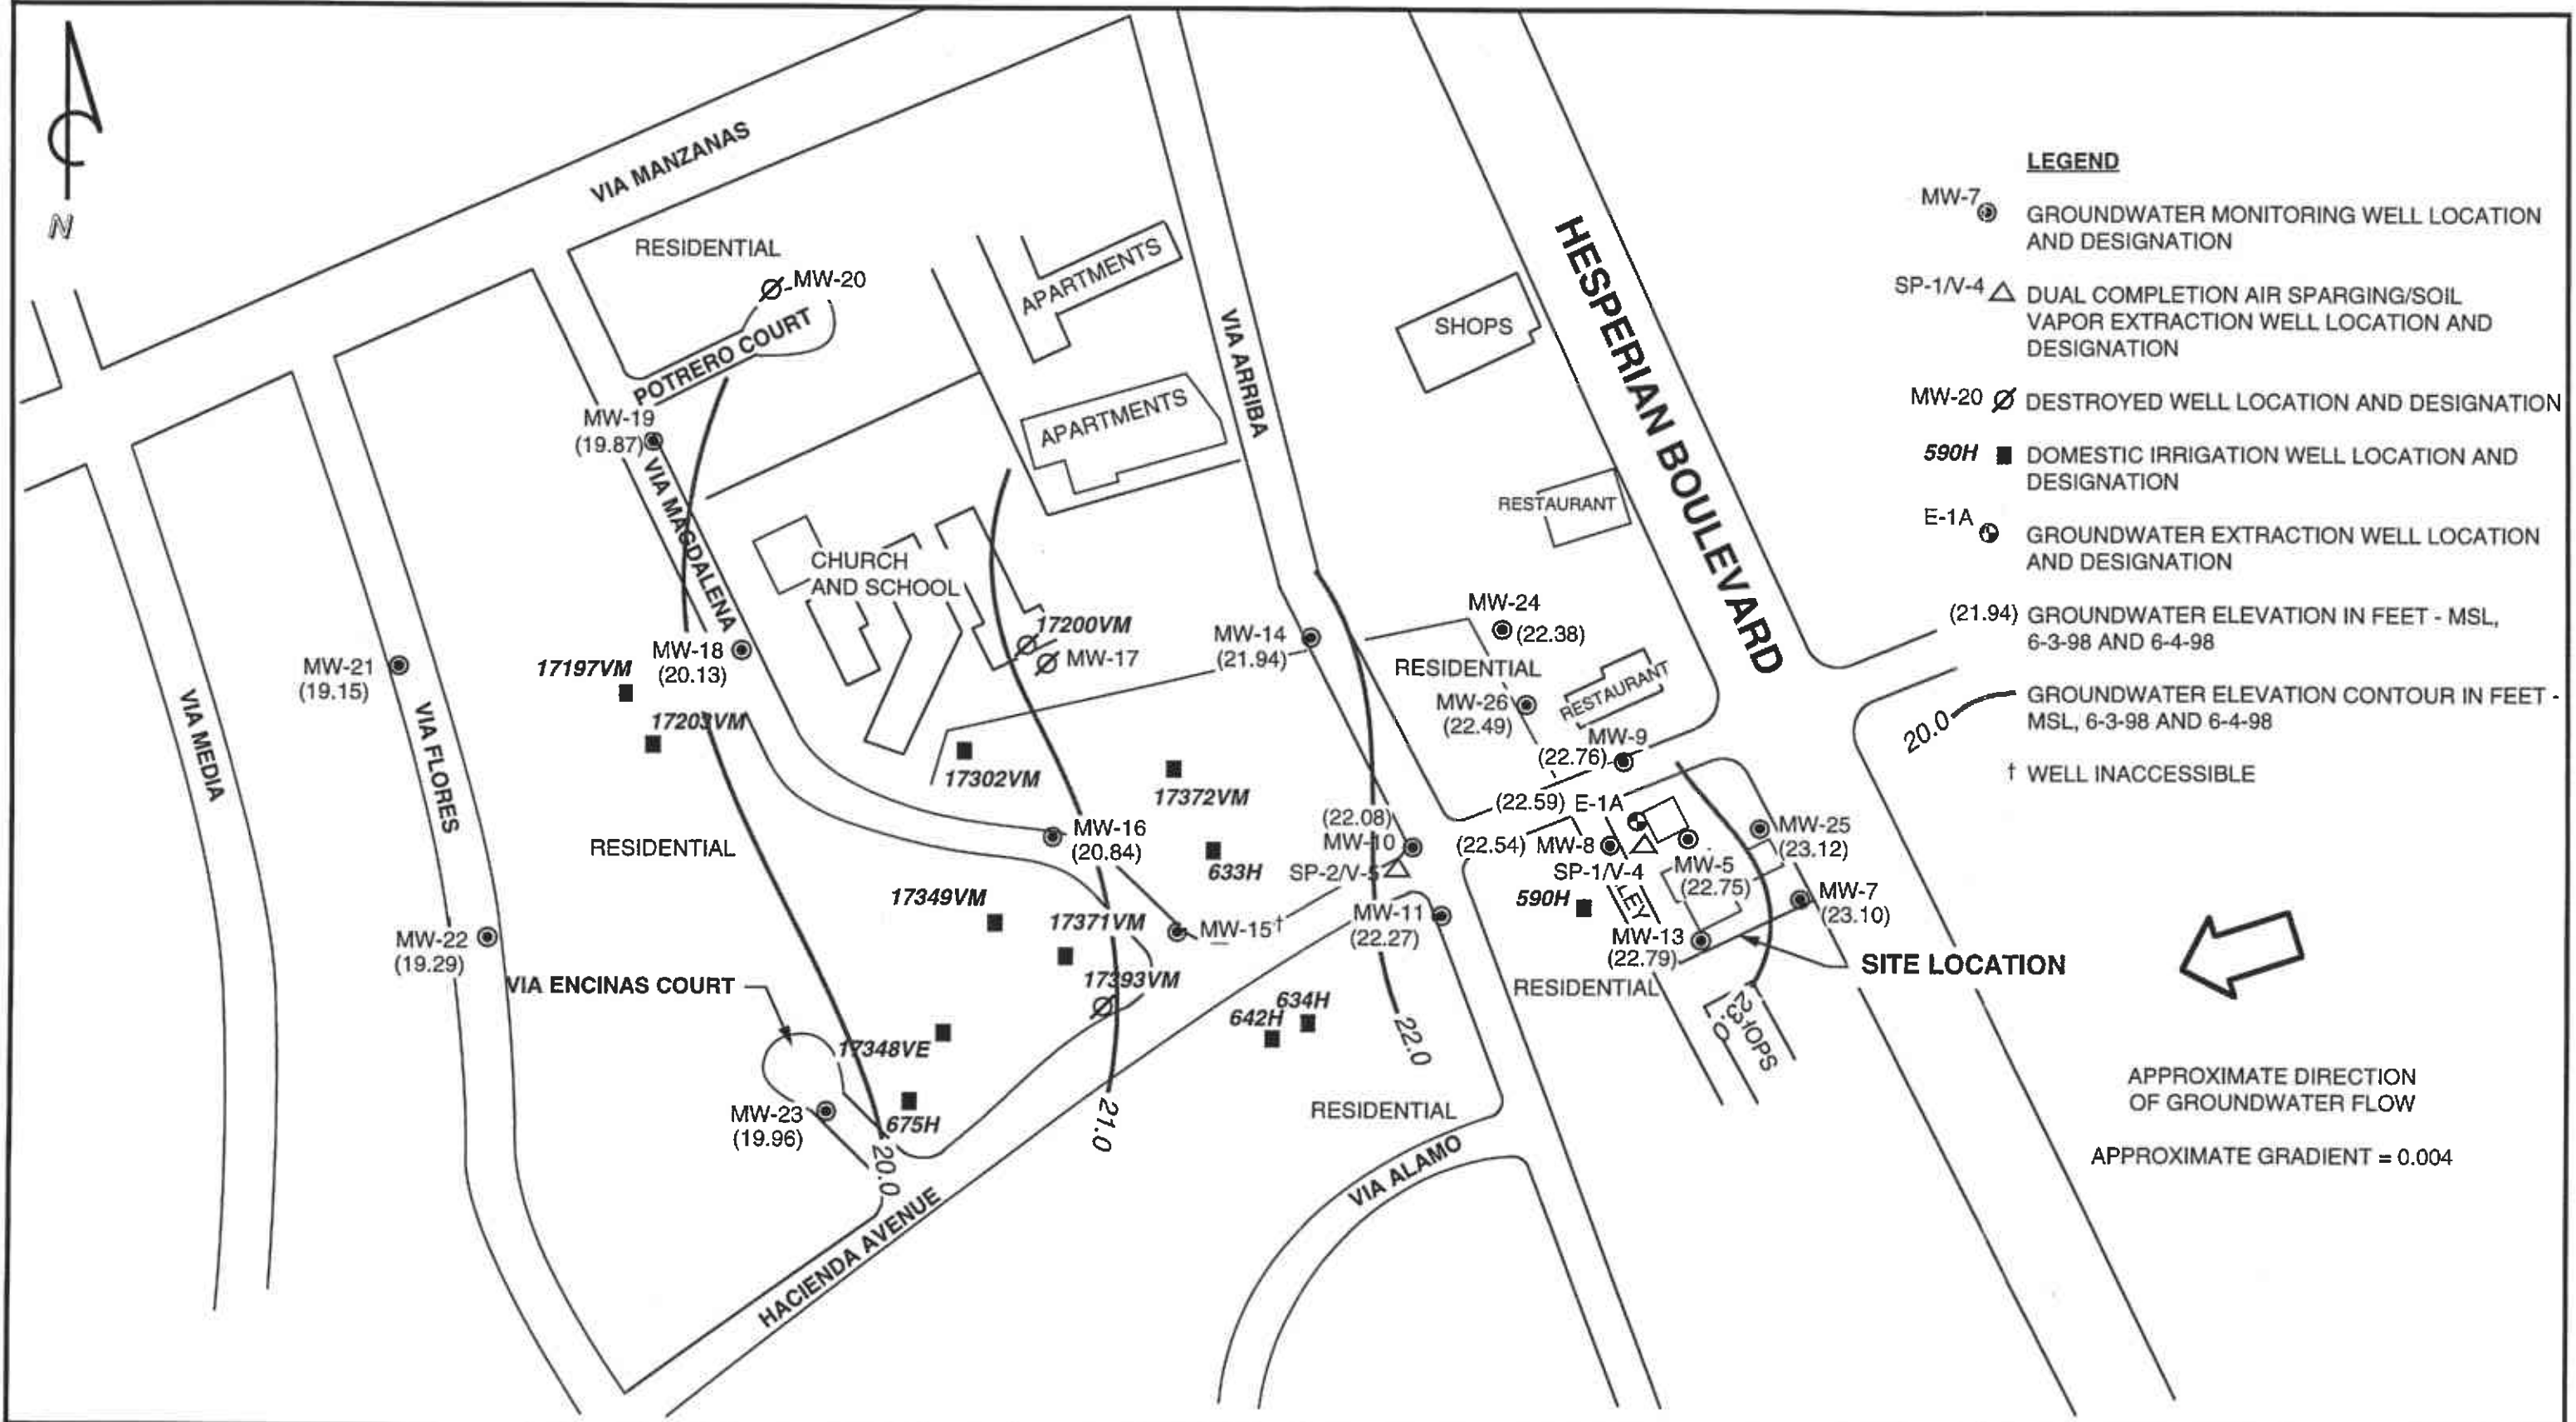 N
VIA MANZANAS
RESIDENTIAL
MW-20
POTRERO COURT
APARTMENTS
APARTMENTS
VIA ARRIBA
SHOPS
HESPERIAN BOULEVARD
RESTAURANT
MW-19
(19.87)
VIA MAGDALENA
CHURCH
AND SCHOOL
17200VM
MW-17
MW-14
(21.94)
MW-24
(22.38)
RESIDENTIAL
MW-26
(22.49)
RESTAURANT
MW-9
(22.76)
MW-21
(19.15)
VIA MEDIA
VIA FLORES
17197VM
MW-18
(20.13)
17203VM
17302VM
17372VM
RESIDENTIAL
MW-16
(20.84)
633H
(22.08)
MW-10
SP-2/V-5
(22.59) E-1A
(22.54) MW-8
SP-1/V-4
MW-5
(22.75)
MW-25
(23.12)
MW-7
(23.10)
590H
LEY
MW-13
(22.79)
SITE LOCATION
17349VM
17371VM
MW-15†
MW-11
(22.27)
MW-22
(19.29)
VIA ENCINAS COURT
17393VM
RESIDENTIAL
634H
642H
22.0
23.0
HOPS
17348VE
675H
MW-23
(19.96)
20.0
21.0
RESIDENTIAL
VIA ALAMO
HACIENDA AVENUE
LEGEND
MW-7
GROUNDWATER MONITORING WELL LOCATION
AND DESIGNATION
SP-1/V-4
DUAL COMPLETION AIR SPARGING/SOIL
VAPOR EXTRACTION WELL LOCATION AND
DESIGNATION
MW-20
DESTROYED WELL LOCATION AND DESIGNATION
590H
DOMESTIC IRRIGATION WELL LOCATION AND
DESIGNATION
E-1A
GROUNDWATER EXTRACTION WELL LOCATION
AND DESIGNATION
(21.94)
GROUNDWATER ELEVATION IN FEET - MSL,
6-3-98 AND 6-4-98
20.0
GROUNDWATER ELEVATION CONTOUR IN FEET -
MSL, 6-3-98 AND 6-4-98
† WELL INACCESSIBLE
APPROXIMATE DIRECTION
OF GROUNDWATER FLOW
APPROXIMATE GRADIENT = 0.004